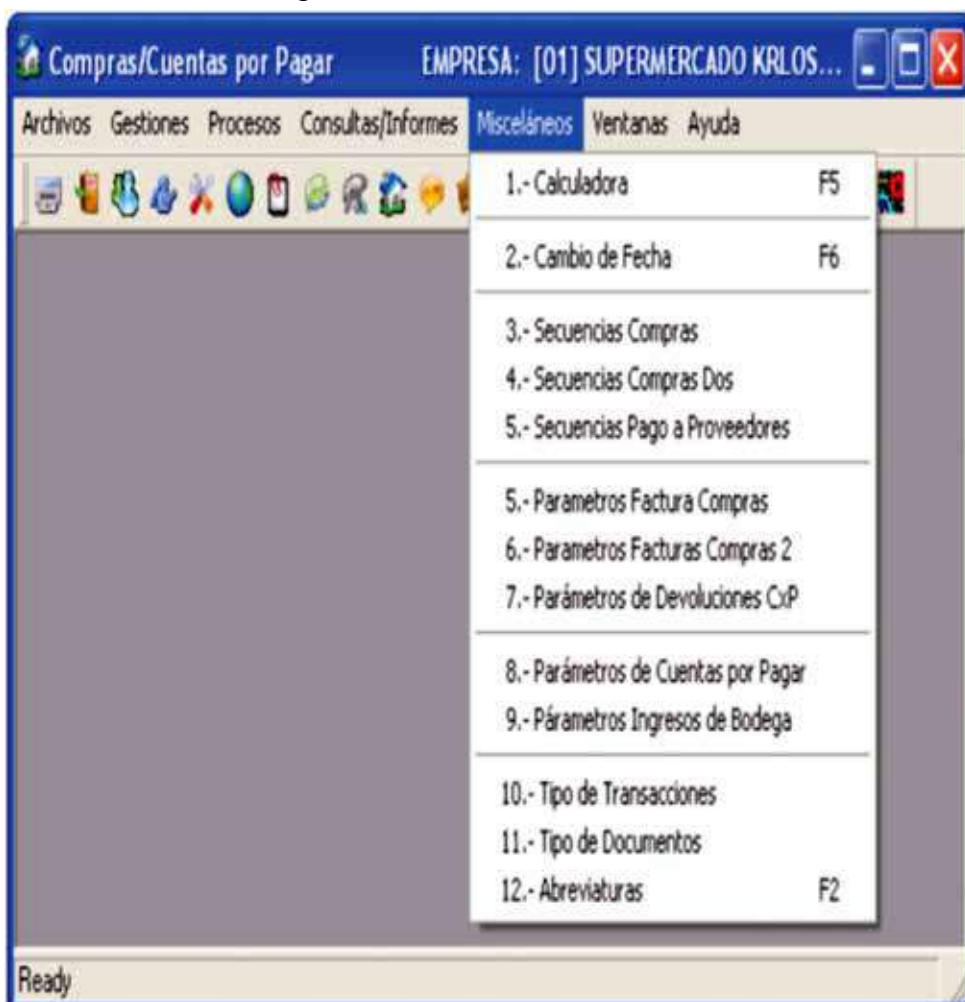 Compras/Cuentas por Pagar EMPRESA: [01] SUPERMERCADO KRLOS...
Archivos Gestiones Procesos Consultas/Informes Misceláneos Ventanas Ayuda
1.- Calculadora F5
2.- Cambio de Fecha F6
3.- Secuencias Compras
4.- Secuencias Compras Dos
5.- Secuencias Pago a Proveedores
5.- Parametros Factura Compras
6.- Parametros Facturas Compras 2
7.- Parámetros de Devoluciones CxP
8.- Parámetros de Cuentas por Pagar
9.- Párametros Ingresos de Bodega
10.- Tipo de Transacciones
11.- Tipo de Documentos
12.- Abreviaturas F2
Ready